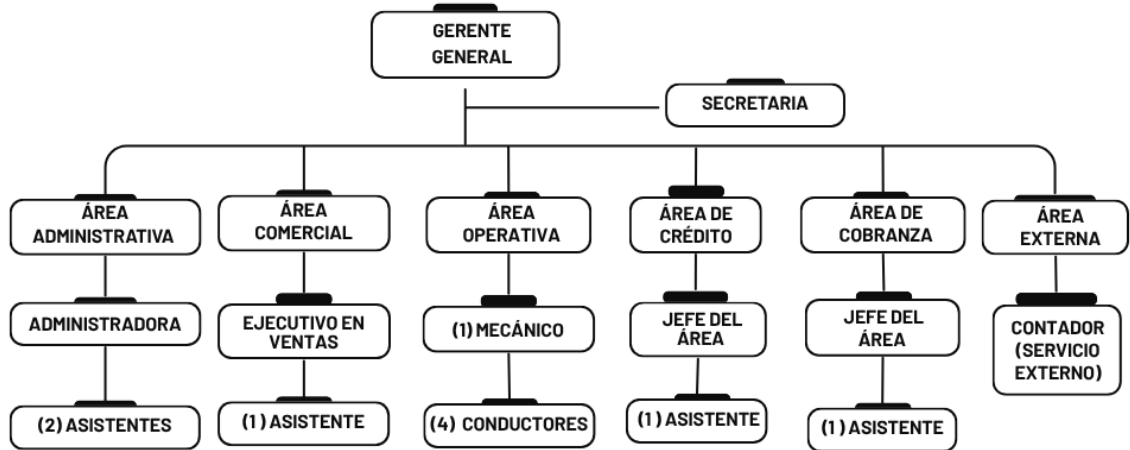 GERENTE
GENERAL
SECRETARIA
ÁREA
ADMINISTRATIVA
ÁREA
COMERCIAL
ÁREA
OPERATIVA
ÁREA DE
CRÉDITO
ÁREA DE
COBRANZA
ÁREA
EXTERNA
ADMINISTRADORA
EJECUTIVO EN
VENTAS
(1) MECÁNICO
JEFE DEL
ÁREA
JEFE DEL
ÁREA
CONTADOR
(SERVICIO
EXTERNO)
(2) ASISTENTES
(1) ASISTENTE
(4) CONDUCTORES
(1) ASISTENTE
(1) ASISTENTE